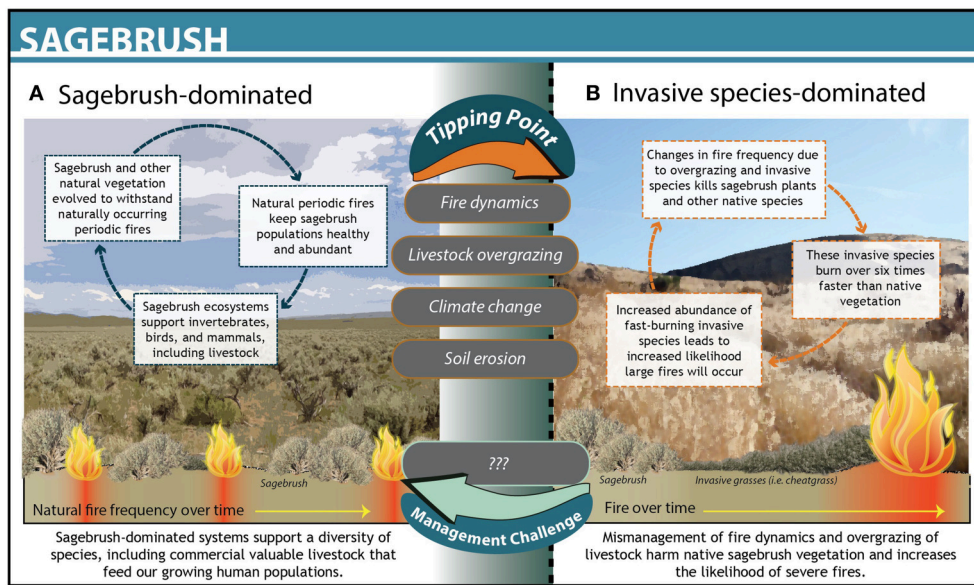 SAGEBRUSH
A Sagebrush-dominated
Sagebrush and other
natural vegetation
evolved to withstand
naturally occurring
periodic fires
Natural periodic fires
keep sagebrush
populations healthy
and abundant
Sagebrush ecosystems
support invertebrates,
birds, and mammals,
including livestock
Sagebrush
Natural fire frequency over time
Sagebrush-dominated systems support a diversity of
species, including commercial valuable livestock that
feed our growing human populations.
Tipping Point
Fire dynamics
Livestock overgrazing
Climate change
Soil erosion
???
Management Challenge
B Invasive species-dominated
Changes in fire frequency due
to overgrazing and invasive
species kills sagebrush plants
and other native species
These invasive species
burn over six times
faster than native
vegetation
Increased abundance of
fast-burning invasive
species leads to
increased likelihood
large fires will occur
Sagebrush
Invasive grasses (i.e. cheatgrass)
Fire over time
Mismanagement of fire dynamics and overgrazing of
livestock harm native sagebrush vegetation and increases
the likelihood of severe fires.